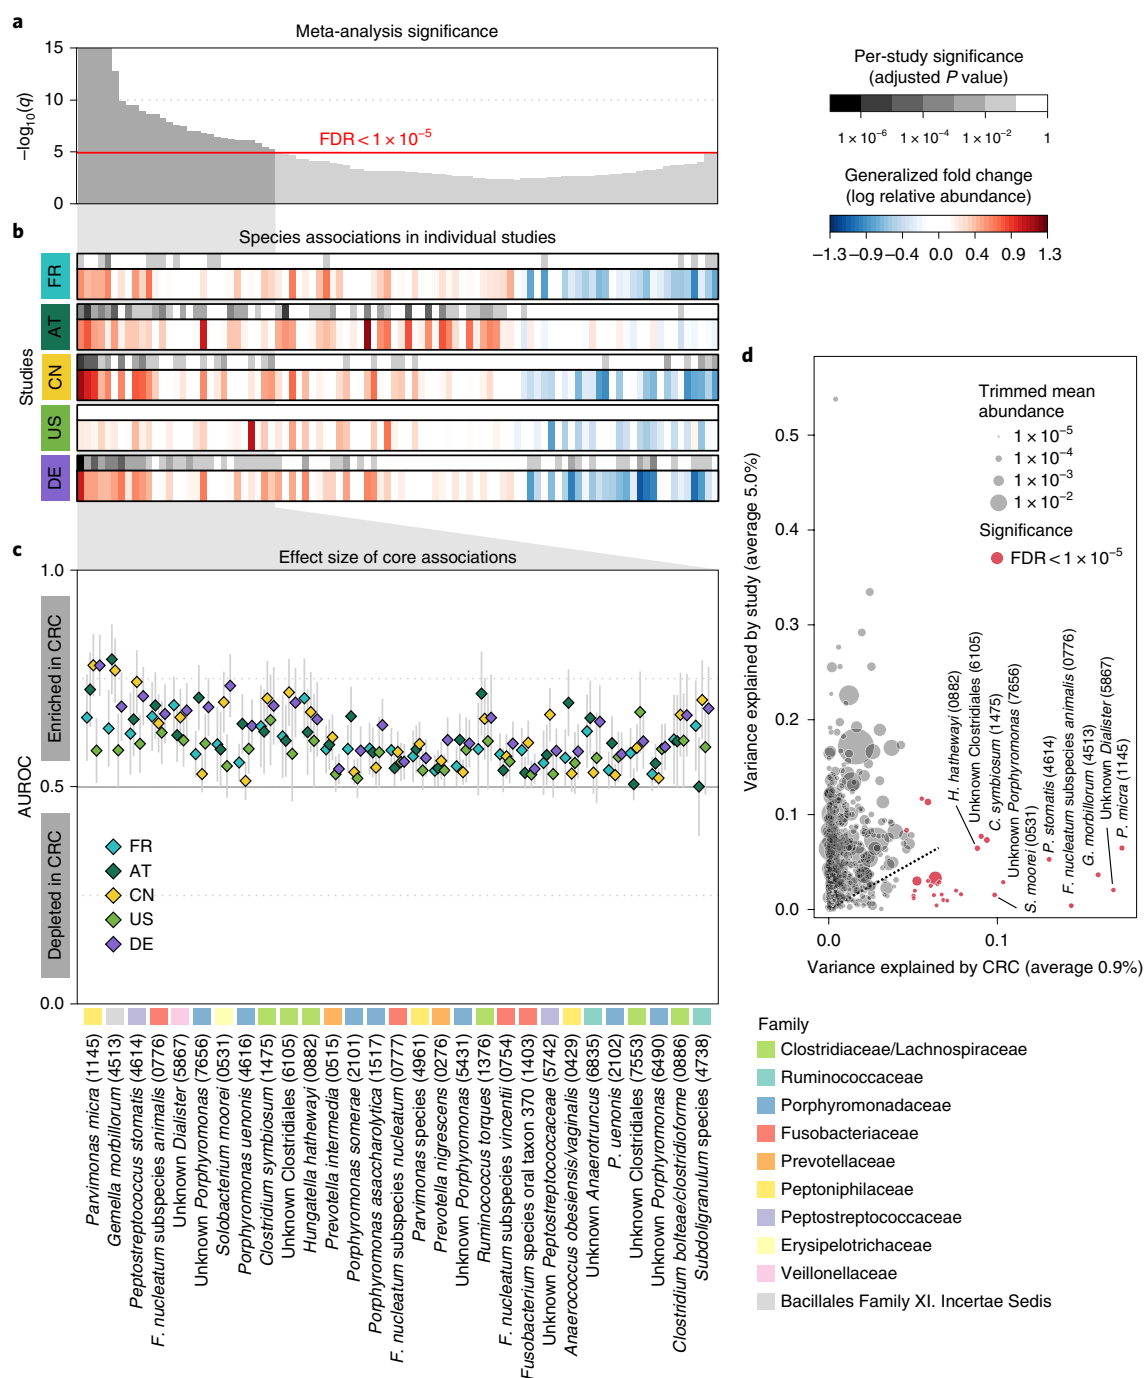 a
Meta-analysis significance
15
10
5
0
–log10(q)
FDR < 1 × 10–5
Per-study significance
(adjusted P value)
1 × 10–6 1 × 10–4 1 × 10–2 1
Generalized fold change
(log relative abundance)
–1.3 –0.9 –0.4 0.0 0.4 0.9 1.3
b
Species associations in individual studies
Studies
FR
AT
CN
US
DE
c
Effect size of core associations
1.0
0.5
0.0
AUROC
Enriched in CRC
Depleted in CRC
FR
AT
CN
US
DE
Parvimonas micra (1145)
Gemella morbillorum (4513)
Peptostreptococcus stomatis (4614)
F. nucleatum subspecies animalis (0776)
Unknown Dialister (5867)
Unknown Porphyromonas (7656)
Solobacterium moorei (0531)
Porphyromonas uenonis (4616)
Clostridium symbiosum (1475)
Unknown Clostridiales (6105)
Hungatella hathewayi (0882)
Prevotella intermedia (0515)
Porphyromonas somerae (2101)
Porphyromonas asaccharolytica (1517)
F. nucleatum subspecies nucleatum (0777)
Parvimonas species (4961)
Prevotella nigrescens (0276)
Unknown Porphyromonas (5431)
Ruminococcus torques (1376)
F. nucleatum subspecies vincentii (0754)
Fusobacterium species oral taxon 370 (1403)
Unknown Peptostreptococcaceae (5742)
Anaerococcus obesiensis/vaginalis (0429)
Unknown Anaerotruncus (6835)
P. uenonis (2102)
Unknown Clostridiales (7553)
Unknown Porphyromonas (6490)
Clostridium bolteae/clostridioforme (0886)
Subdoligranulum species (4738)
d
Variance explained by study (average 5.0%)
0.5
0.4
0.3
0.2
0.1
0.0
Trimmed mean
abundance
1 × 10–5
1 × 10–4
1 × 10–3
1 × 10–2
Significance
FDR < 1 × 10–5
H. hathewayi (0882)
Unknown Clostridiales (6105)
C. symbiosum (1475)
Unknown Porphyromonas (7656)
S. moorei (0531)
P. stomatis (4614)
F. nucleatum subspecies animalis (0776)
G. morbillorum (4513)
Unknown Dialister (5867)
P. micra (1145)
0.0 0.1
Variance explained by CRC (average 0.9%)
Family
Clostridiaceae/Lachnospiraceae
Ruminococcaceae
Porphyromonadaceae
Fusobacteriaceae
Prevotellaceae
Peptoniphilaceae
Peptostreptococcaceae
Erysipelotrichaceae
Veillonellaceae
Bacillales Family XI. Incertae Sedis